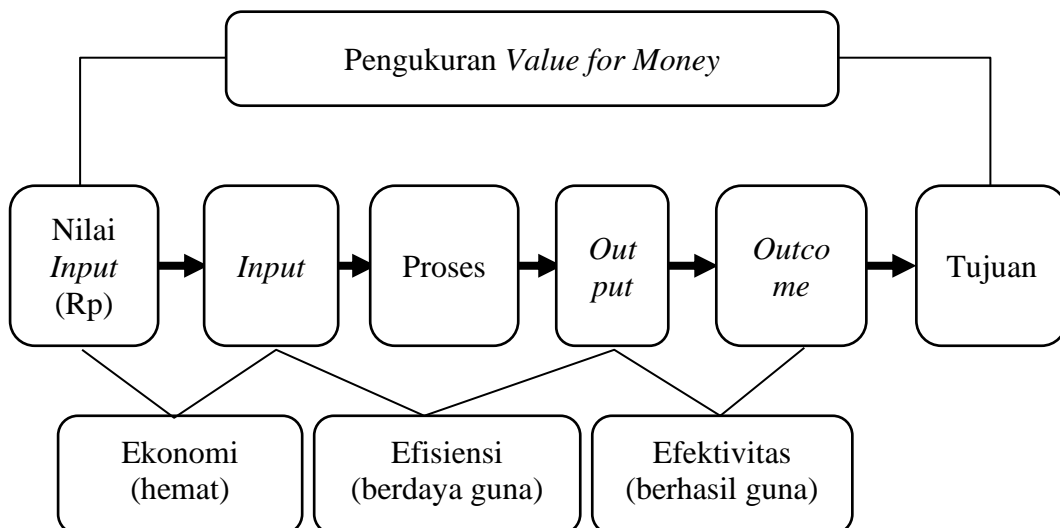 Pengukuran Value for Money
Nilai
Input
(Rp)
Input
Proses
Out
put
Outco
me
Tujuan
Ekonomi
(hemat)
Efisiensi
(berdaya guna)
Efektivitas
(berhasil guna)